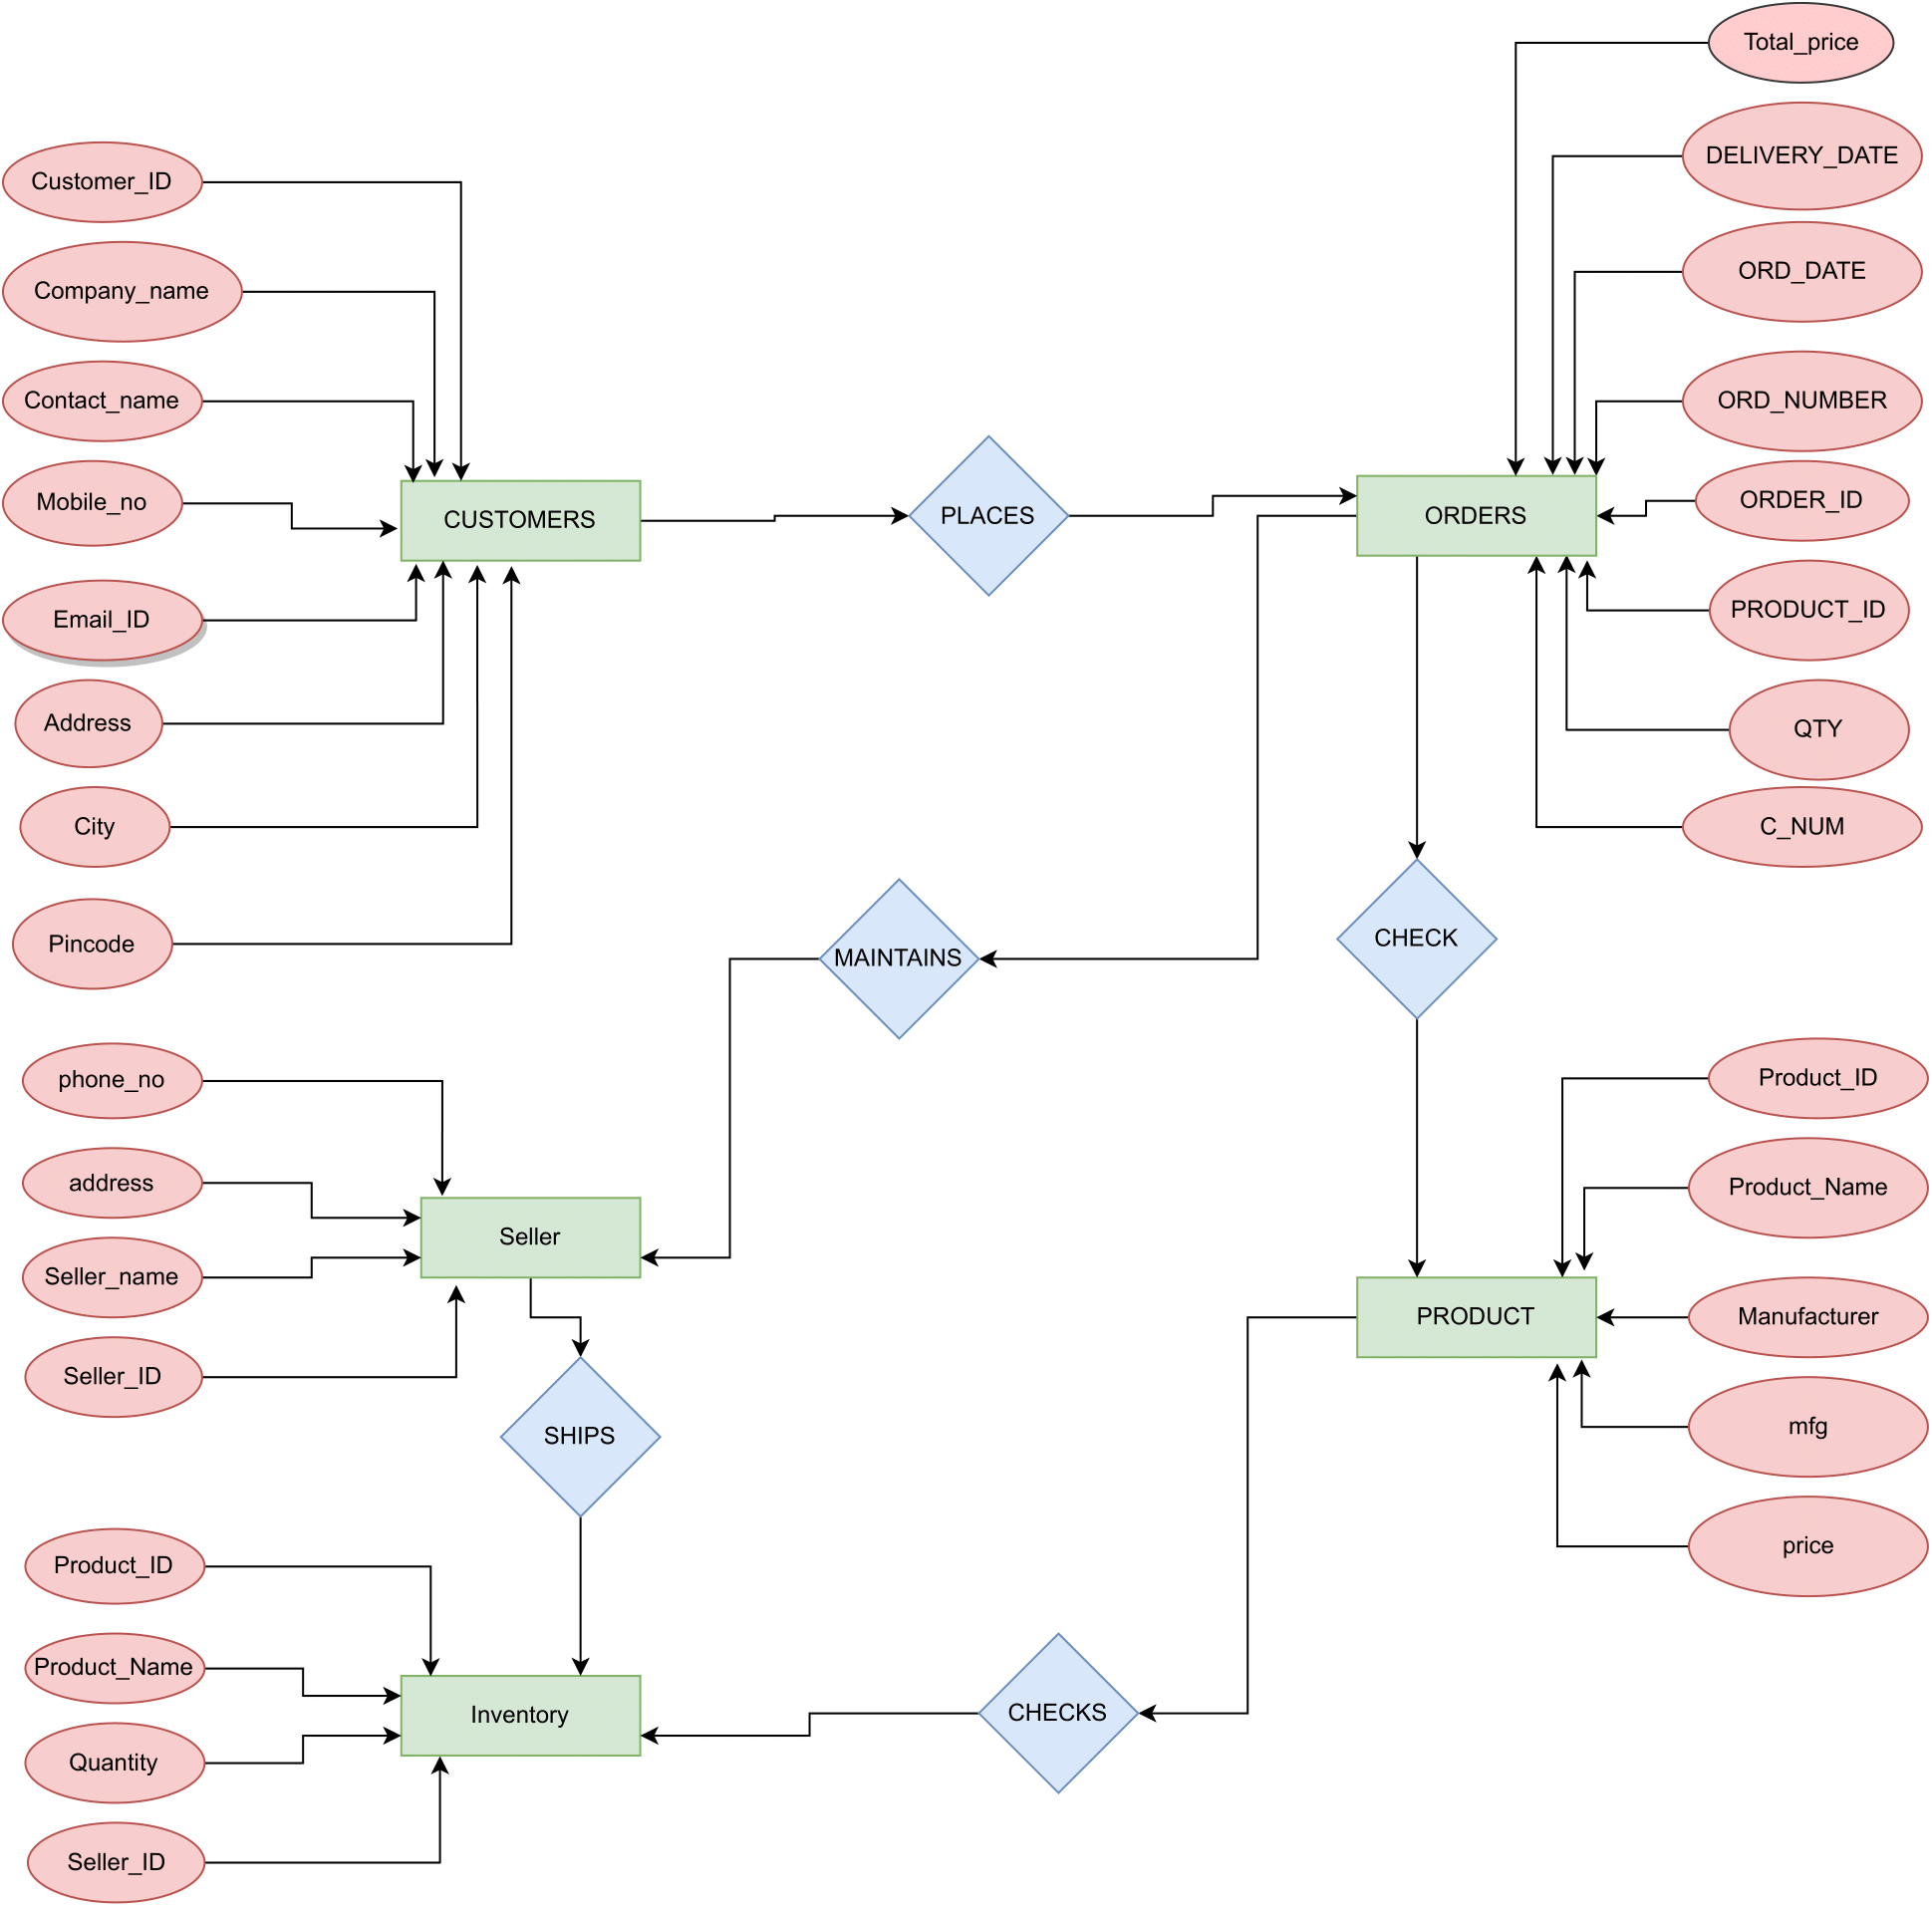 Total_price
DELIVERY_DATE
Customer_ID
ORD_DATE
Company_name
Contact_name
ORD_NUMBER
Mobile_no
ORDER_ID
CUSTOMERS
PLACES
ORDERS
Email_ID
PRODUCT_ID
Address
QTY
City
C_NUM
Pincode
MAINTAINS
CHECK
phone_no
Product_ID
address
Product_Name
Seller
Seller_name
PRODUCT
Manufacturer
Seller_ID
SHIPS
mfg
Product_ID
price
Product_Name
Inventory
CHECKS
Quantity
Seller_ID